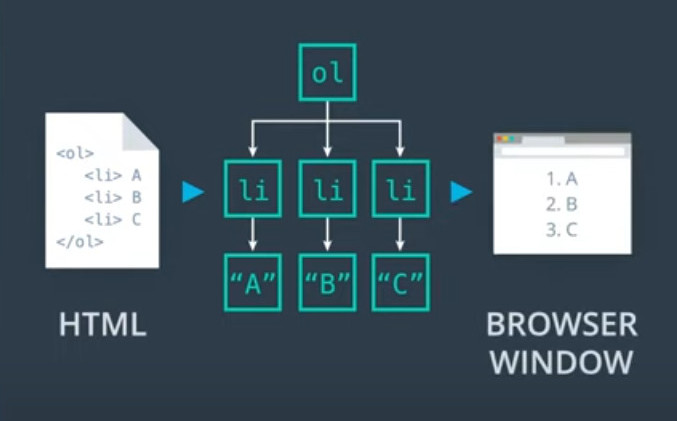 <ol>
<li> A
<li> B
<li> C
</ol>
HTML
ol
li li li
“A” “B” “C”
1. A
2. B
3. C
BROWSER
WINDOW